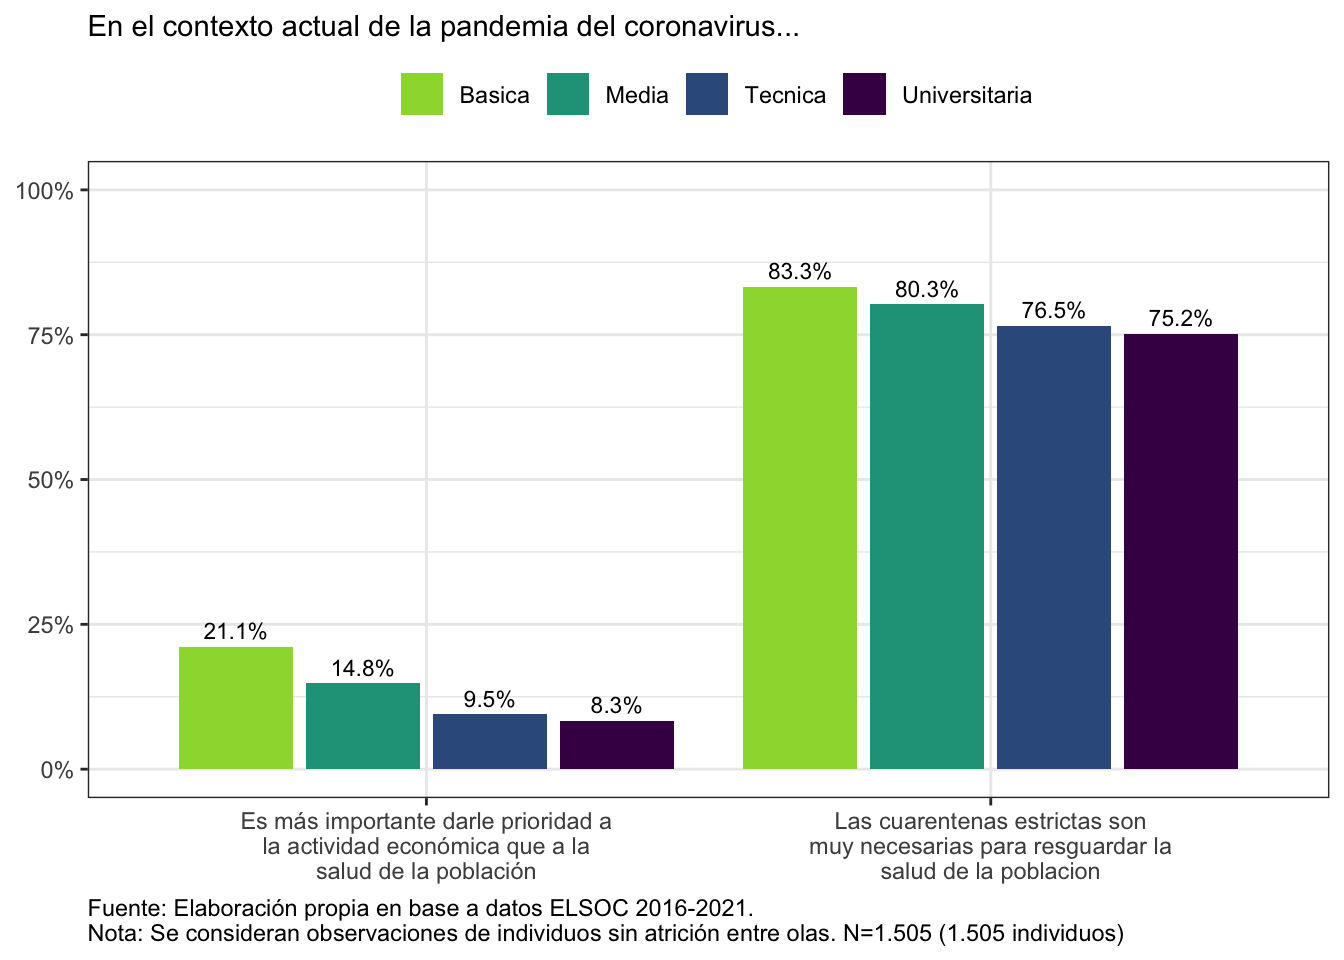 En el contexto actual de la pandemia del coronavirus...
Basica Media Tecnica Universitaria
100%
75%
50%
25%
0%
21.1%
14.8%
9.5%
8.3%
83.3%
80.3%
76.5%
75.2%
Es más importante darle prioridad a
la actividad económica que a la
salud de la población
Las cuarentenas estrictas son
muy necesarias para resguardar la
salud de la poblacion
Fuente: Elaboración propia en base a datos ELSOC 2016-2021.
Nota: Se consideran observaciones de individuos sin atrición entre olas. N=1.505 (1.505 individuos)